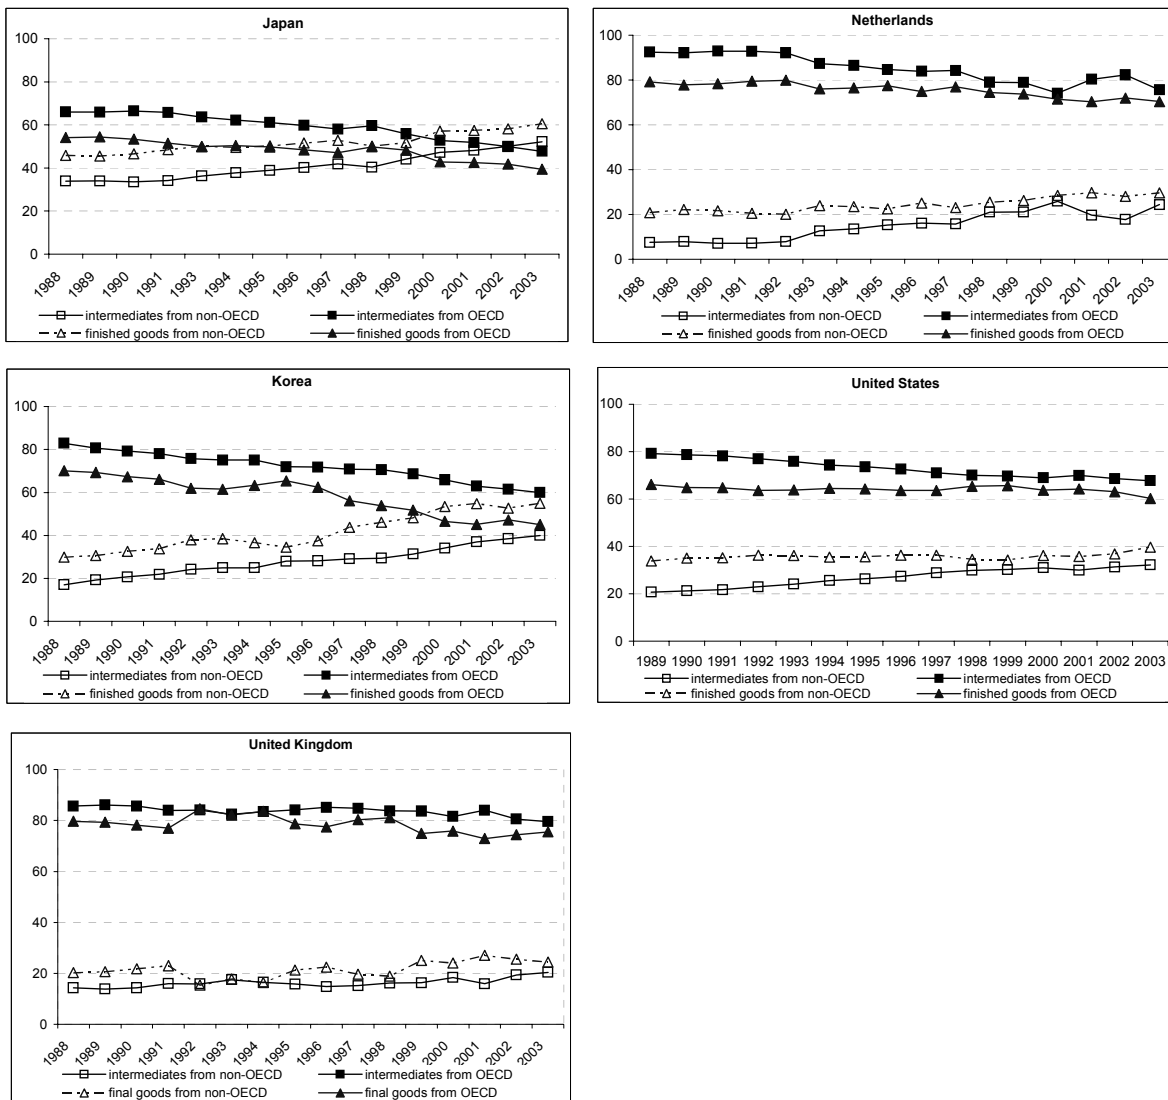 Japan
100
80
60
40
20
0
1988 1989 1990 1991 1993 1994 1995 1996 1997 1998 1999 2000 2001 2002 2003
intermediates from non-OECD intermediates from OECD
finished goods from non-OECD finished goods from OECD
Netherlands
100
80
60
40
20
0
1988 1989 1990 1991 1992 1993 1994 1995 1996 1997 1998 1999 2000 2001 2002 2003
intermediates from non-OECD intermediates from OECD
finished goods from non-OECD finished goods from OECD
Korea
100
80
60
40
20
0
1988 1989 1990 1991 1992 1993 1994 1995 1996 1997 1998 1999 2000 2001 2002 2003
intermediates from non-OECD intermediates from OECD
finished goods from non-OECD finished goods from OECD
United States
100
80
60
40
20
0
1989 1990 1991 1992 1993 1994 1995 1996 1997 1998 1999 2000 2001 2002 2003
intermediates from non-OECD intermediates from OECD
finished goods from non-OECD finished goods from OECD
United Kingdom
100
80
60
40
20
0
1988 1989 1990 1991 1992 1993 1994 1995 1996 1997 1998 1999 2000 2001 2002 2003
intermediates from non-OECD intermediates from OECD
final goods from non-OECD final goods from OECD